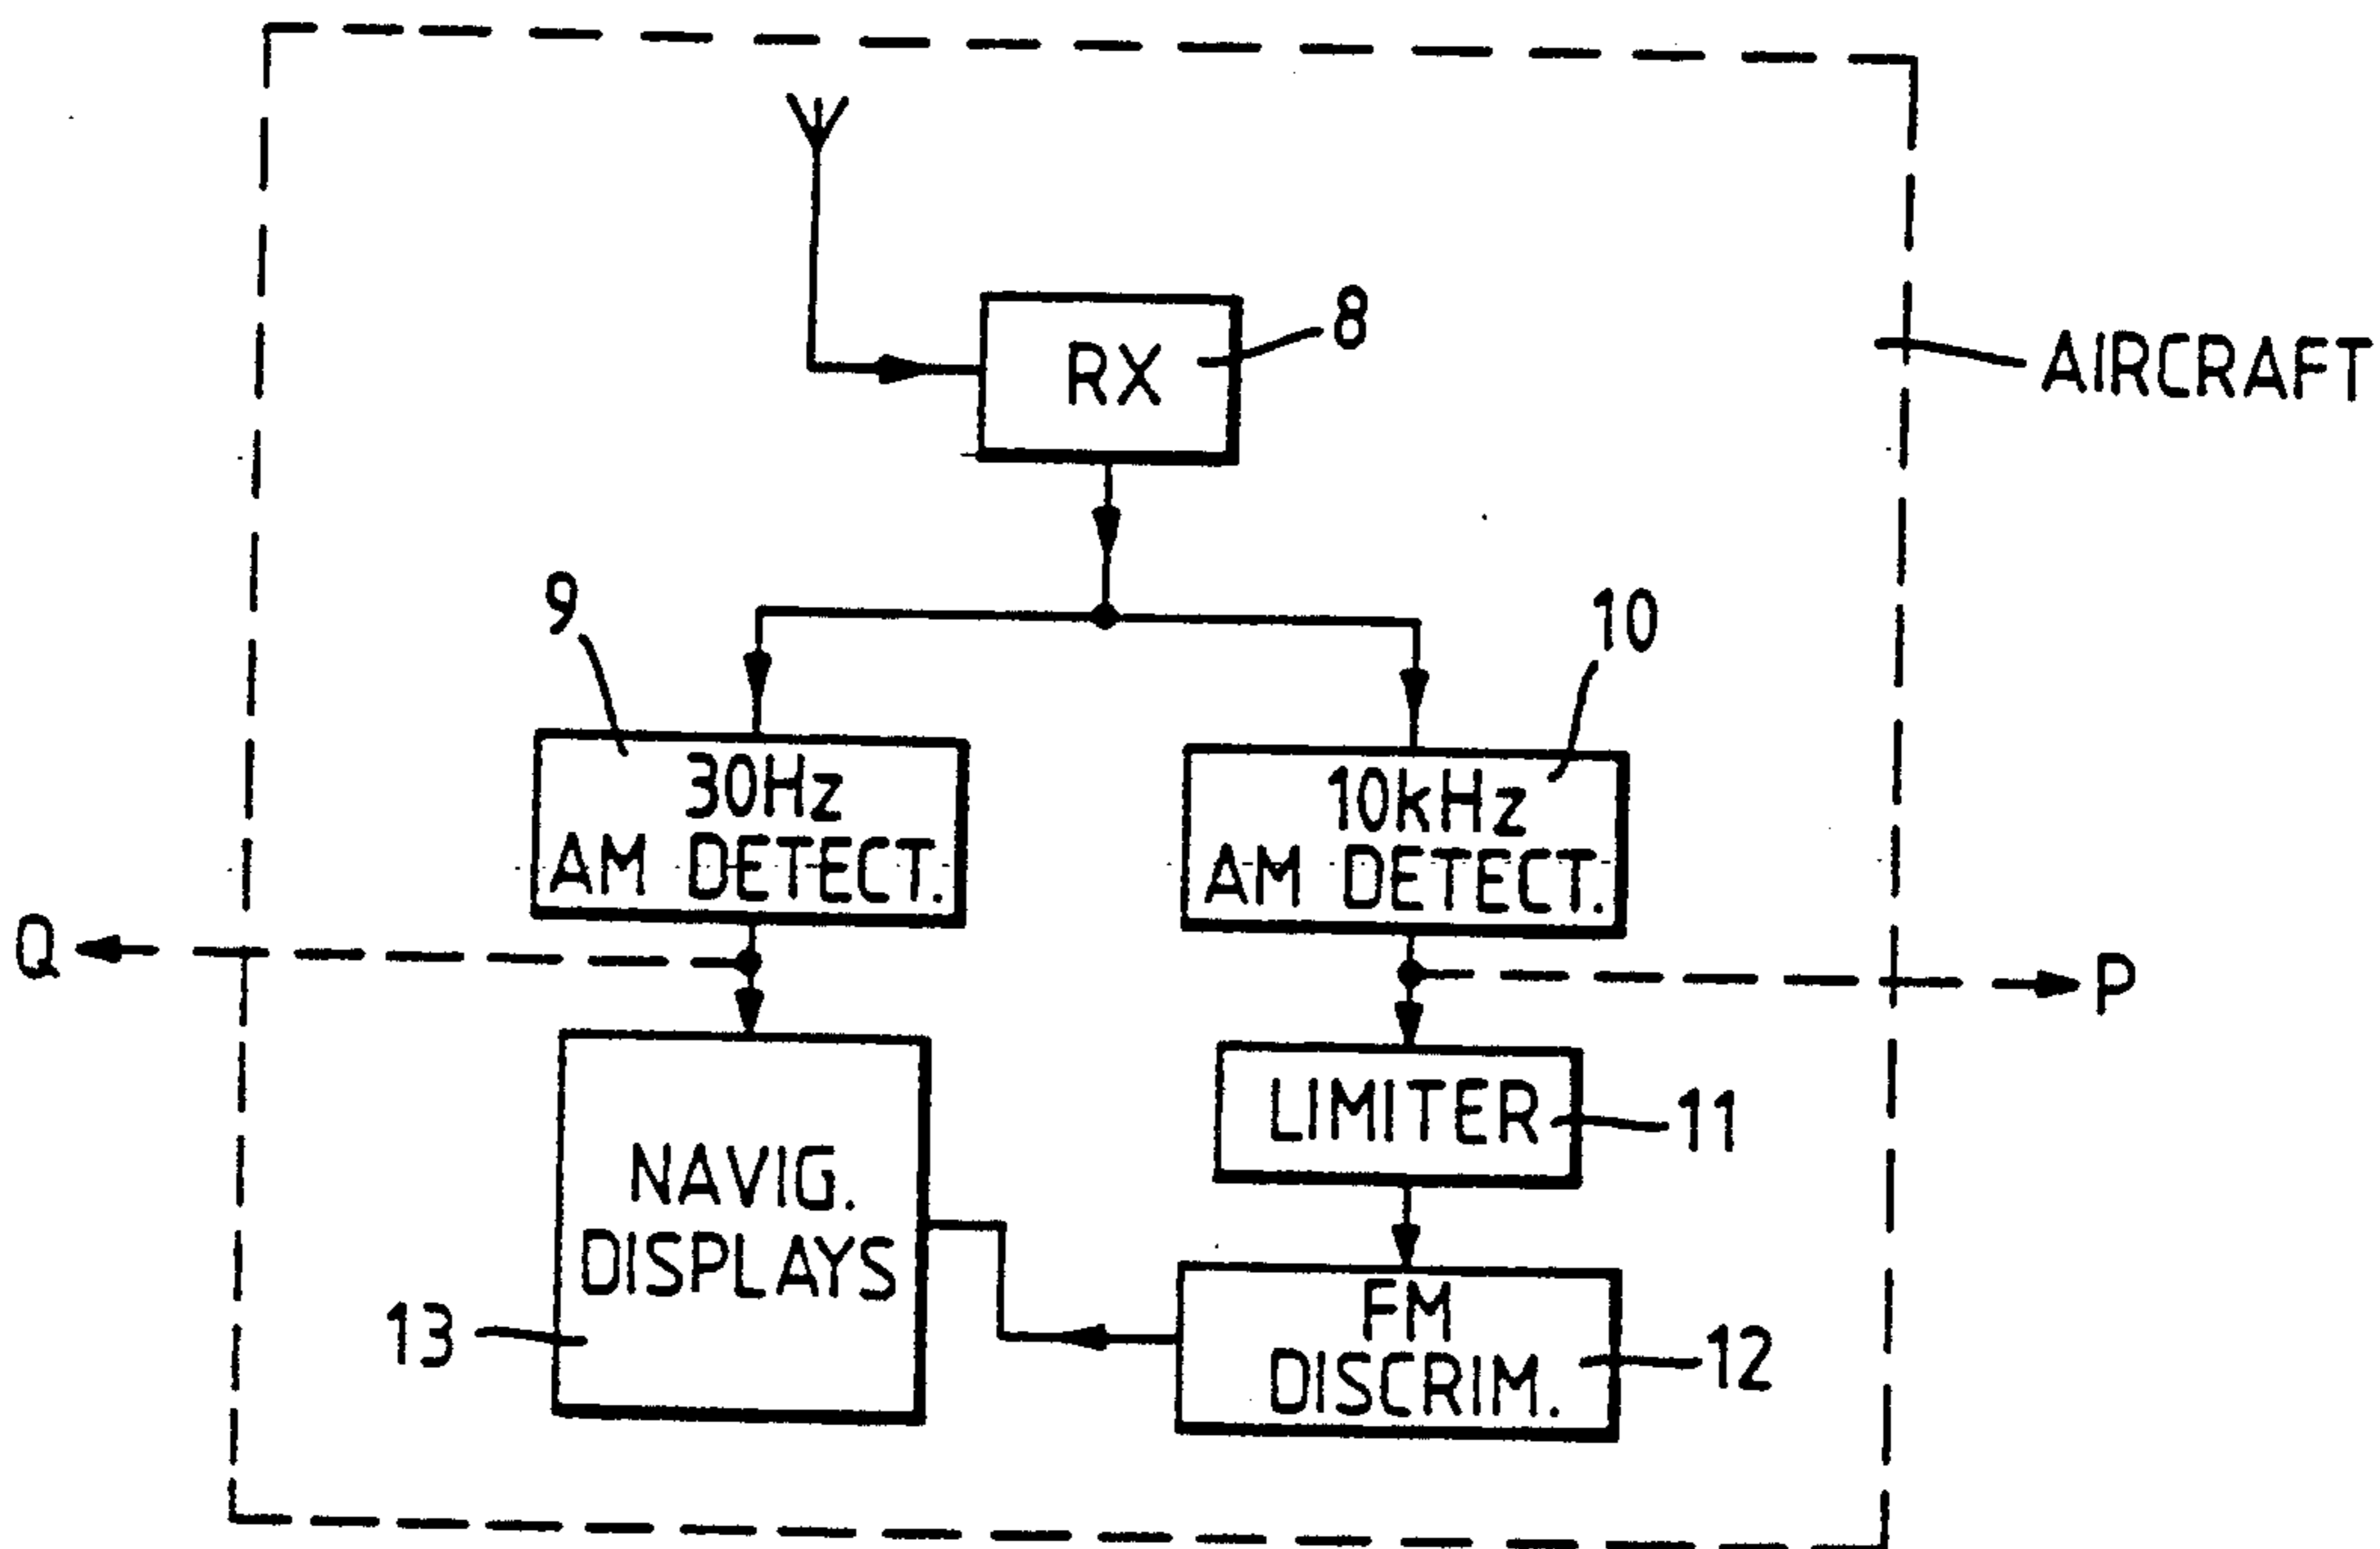 8
RX
AIRCRAFT
9
10
30Hz
AM DETECT.
10kHz
AM DETECT.
Q
P
LIMITER
11
NAVIG.
DISPLAYS
13
FM
DISCRIM.
12